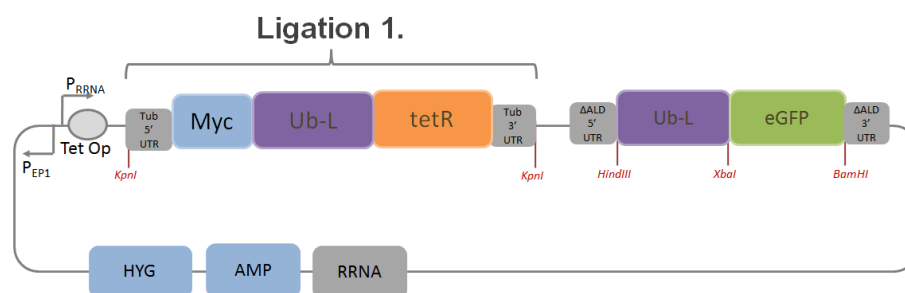 Ligation 1.
PRRNA
Tet Op
PEP1
Tub
5'
UTR
Myc
Ub-L
tetR
Tub
3'
UTR
KpnI
KpnI
ΔALD
5'
UTR
Ub-L
eGFP
ΔALD
3'
UTR
HindIII
XbaI
BamHI
HYG
AMP
RRNA